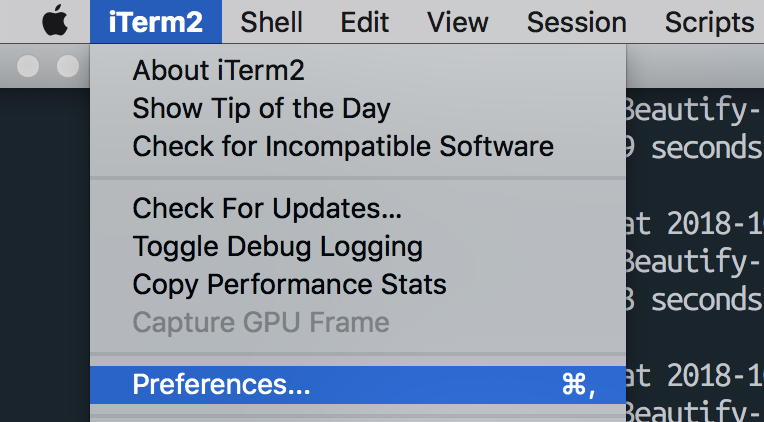 iTerm2 Shell Edit View Session Scripts
About iTerm2
Show Tip of the Day
Check for Incompatible Software
Check For Updates...
Toggle Debug Logging
Copy Performance Stats
Capture GPU Frame
Preferences... ⌘,
Beautify-
9 seconds
at 2018-1
Beautify-
3 seconds
at 2018-1
Beautify-